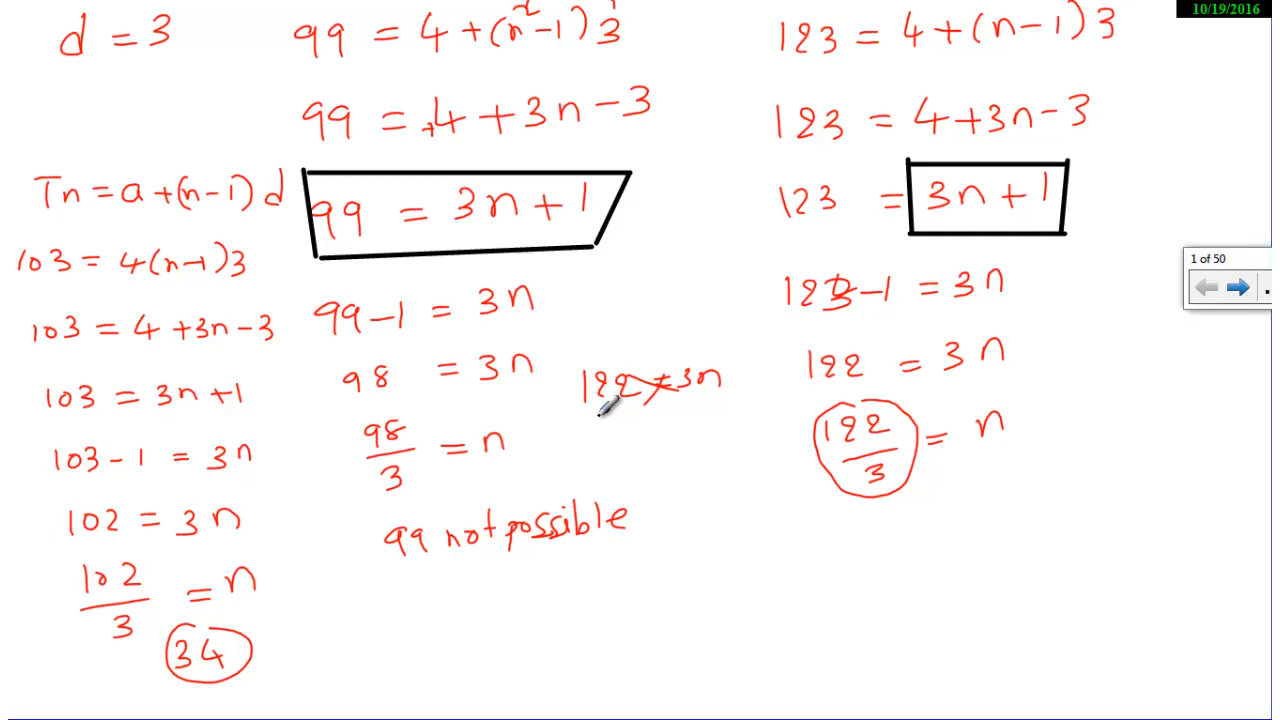 10/19/2016
d = 3
Tn = a + (n-1) d
103 = 4(n-1)3
103 = 4 + 3n - 3
103 = 3n + 1
103 - 1 = 3n
102 = 3n
102/3 = n
34
99 = 4 + (n-1) 3
99 = +4 + 3n - 3
99 = 3n + 1
99 - 1 = 3n
98 = 3n
98/3 = n
99 not possible
122 = 3n
123 = 4 + (n-1) 3
123 = 4 + 3n - 3
123 = 3n + 1
123 - 1 = 3n
122 = 3n
122/3 = n
1 of 50